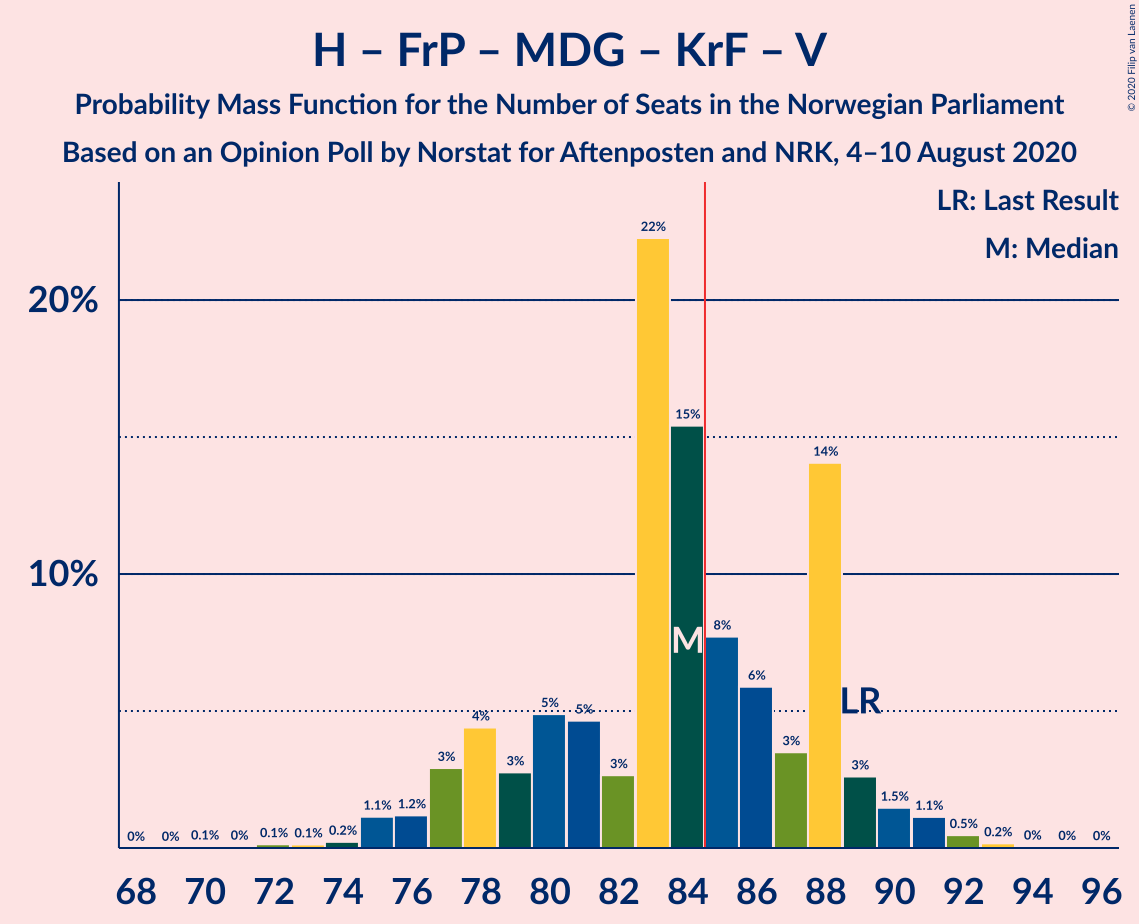 H – FrP – MDG – KrF – V
Probability Mass Function for the Number of Seats in the Norwegian Parliament
Based on an Opinion Poll by Norstat for Aftenposten and NRK, 4–10 August 2020
© 2020 Filip van Laenen
LR: Last Result
M: Median
20%
10%
0% 0% 0.1% 0% 0.1% 0.1% 0.2% 1.1% 1.2% 3% 4% 3% 5% 5% 3% 22% 15% 8% 6% 3% 14% 3% 1.5% 1.1% 0.5% 0.2% 0% 0% 0%
M
LR
68 70 72 74 76 78 80 82 84 86 88 90 92 94 96